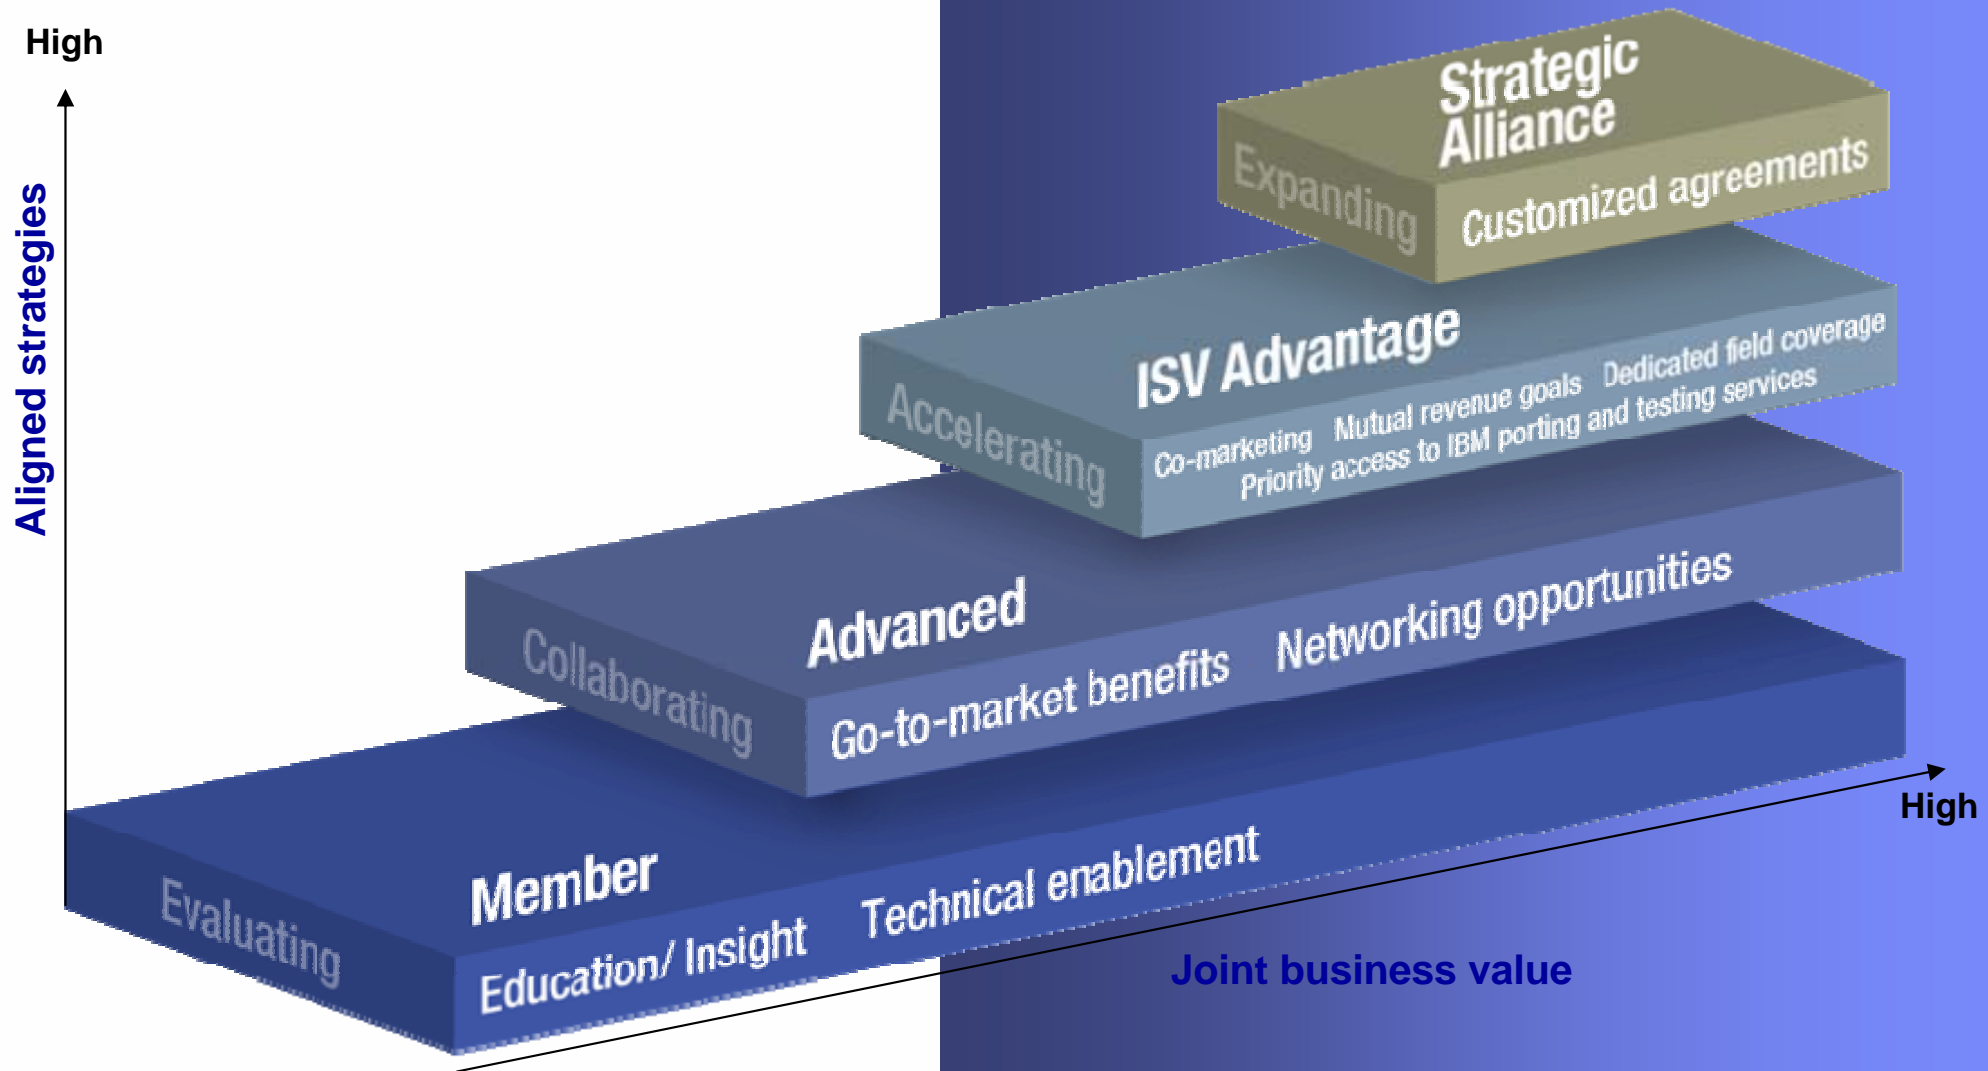 High
Aligned strategies
Strategic
Alliance
Expanding
Customized agreements
ISV Advantage
Accelerating
Co-marketing Mutual revenue goals Dedicated field coverage
Priority access to IBM porting and testing services
Advanced
Collaborating
Go-to-market benefits Networking opportunities
Member
Evaluating
Education/ Insight Technical enablement
High
Joint business value